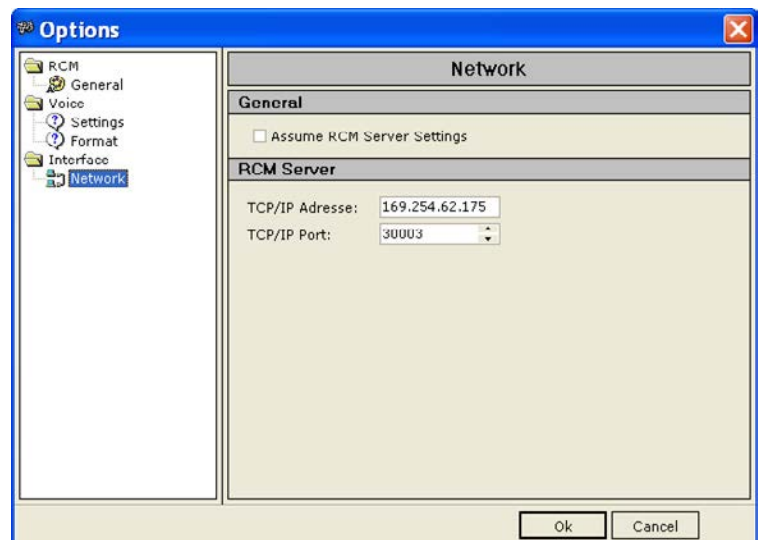 Options
RCM
General
Voice
Settings
Format
Interface
Network
Network
General
Assume RCM Server Settings
RCM Server
TCP/IP Adresse: 169.254.62.175
TCP/IP Port: 30003
Ok Cancel